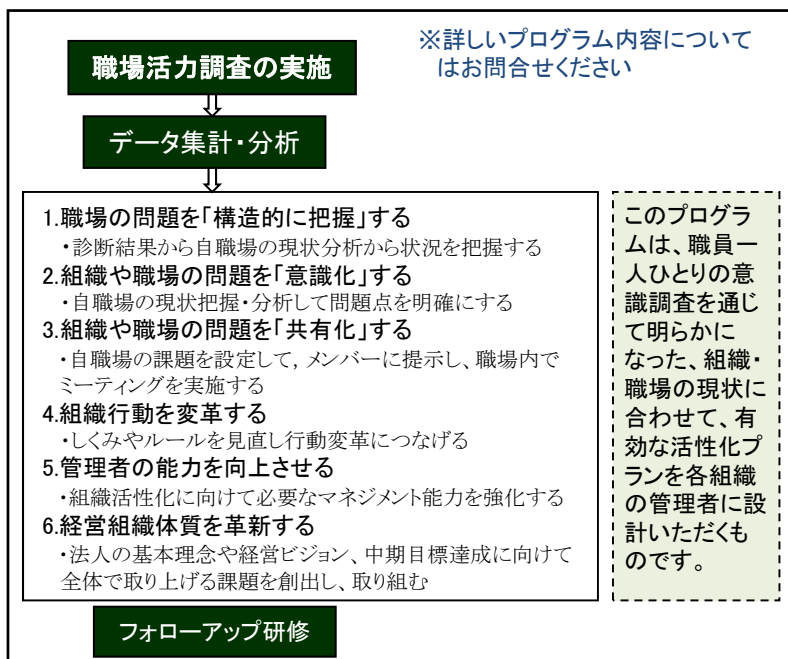 ※詳しいプログラム内容について
はお問合せください
職場活力調査の実施
データ集計・分析
1.職場の問題を「構造的に把握」する
・診断結果から自職場の現状分析から状況を把握する
2.組織や職場の問題を「意識化」する
・自職場の現状把握・分析して問題点を明確にする
3.組織や職場の問題を「共有化」する
・自職場の課題を設定して，メンバーに提示し、職場内で
ミーティングを実施する
4.組織行動を変革する
・しくみやルールを見直し行動変革につなげる
5.管理者の能力を向上させる
・組織活性化に向けて必要なマネジメント能力を強化する
6.経営組織体質を革新する
・法人の基本理念や経営ビジョン、中期目標達成に向けて
全体で取り上げる課題を創出し、取り組む
このプログラ
ムは、職員一
人ひとりの意
識調査を通じ
て明らかに
なった、組織・
職場の現状に
合わせて、有
効な活性化プ
ランを各組織
の管理者に設
計いただくも
のです。
フォローアップ研修